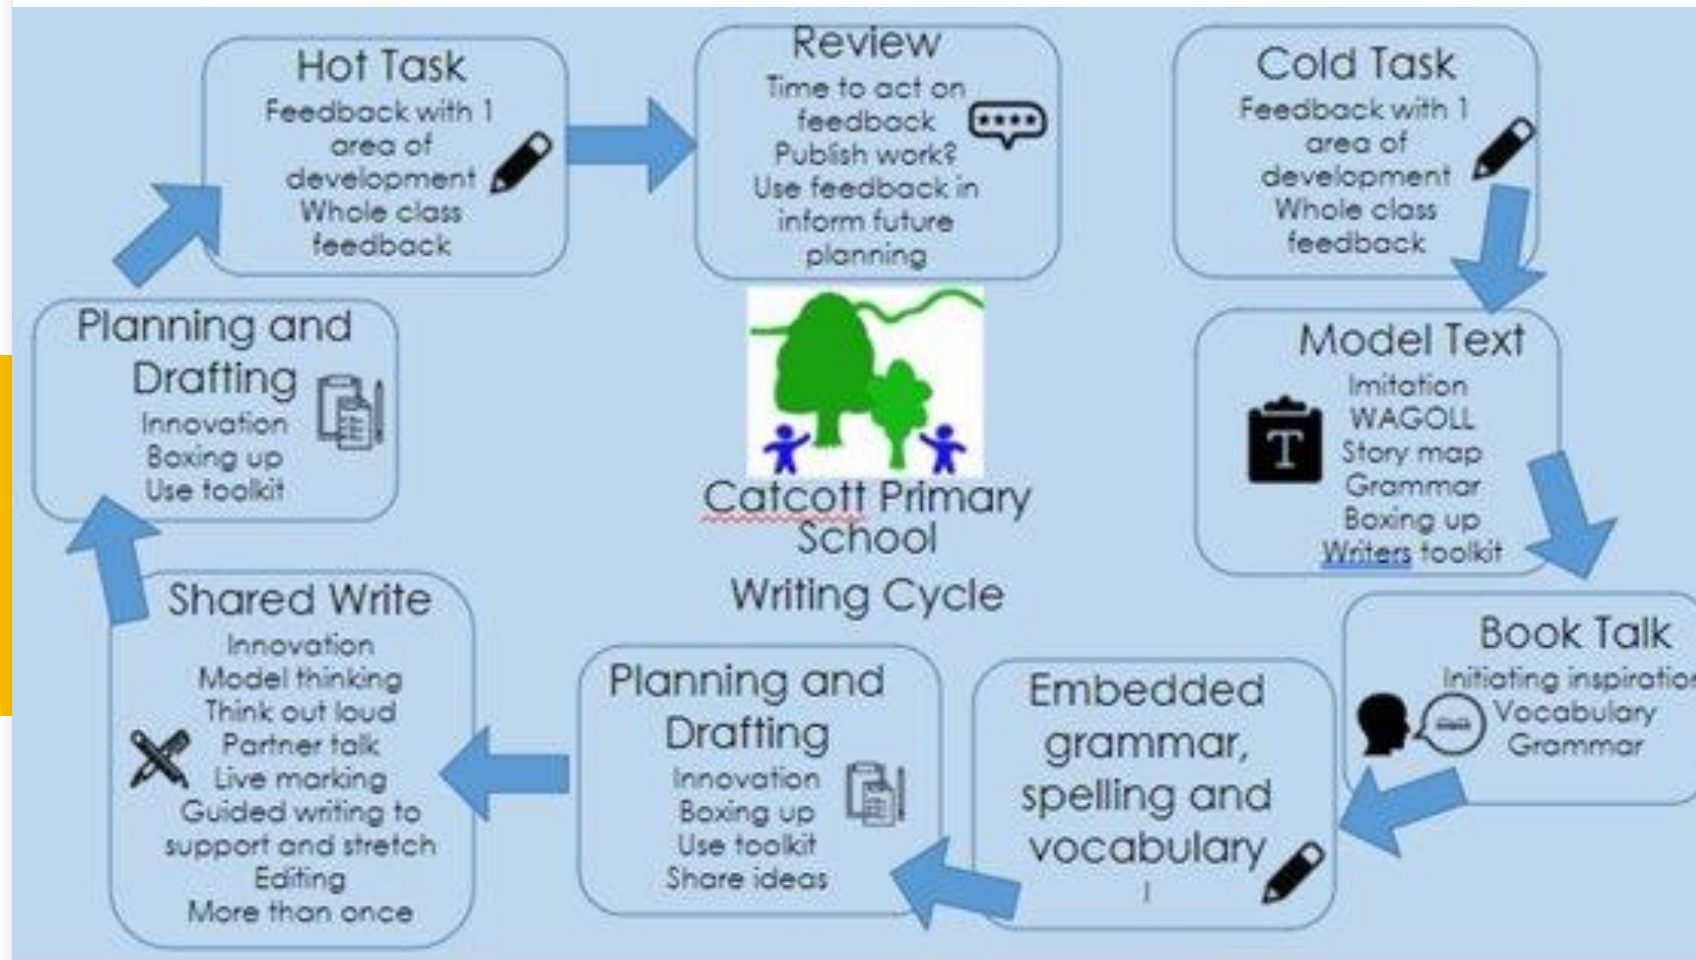 Hot Task
Feedback with 1
area of
development
Whole class
feedback
Review
Time to act on
feedback
Publish work?
Use feedback in
inform future
planning
Cold Task
Feedback with 1
area of
development
Whole class
feedback
Model Text
Imitation
WAGOLL
Story map
Grammar
Boxing up
Writers toolkit
T
Book Talk
Initiating inspiration
Vocabulary
Grammar
Embedded
grammar,
spelling and
vocabulary
Planning and
Drafting
Innovation
Boxing up
Use toolkit
Share ideas
Shared Write
Innovation
Model thinking
Think out loud
Partner talk
Live marking
Guided writing to
support and stretch
Editing
More than once
Planning and
Drafting
Innovation
Boxing up
Use toolkit
Catcott Primary
School
Writing Cycle